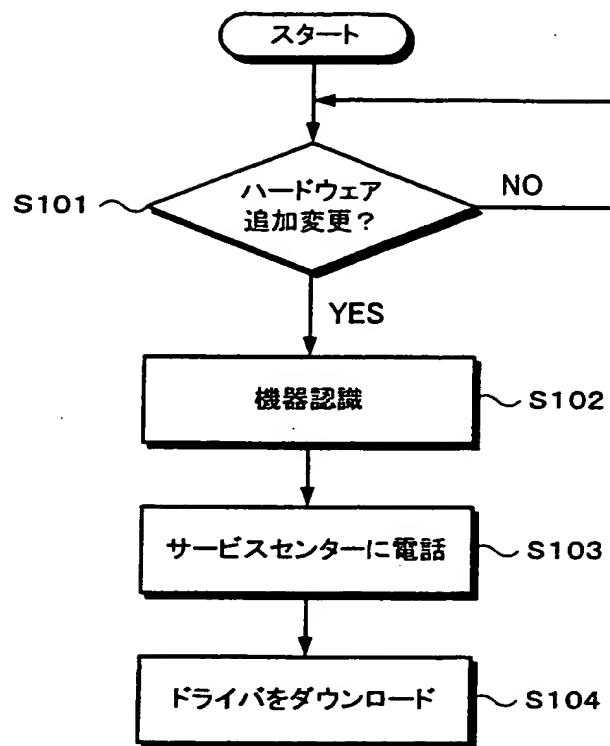 スタート
ハードウェア
追加変更?
S101
NO
YES
機器認識
S102
サービスセンターに電話
S103
ドライバをダウンロード
S104